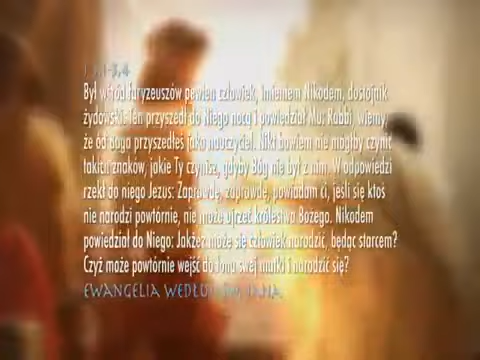 Był wśród faryzeuszów pewien człowiek, imieniem Nikodem, dostojnik
żydowski. Ten przyszedł do Niego nocą i powiedział Mu: Rabbi, wiemy,
że od Boga przyszedłeś jako nauczyciel. Nikt bowiem nie mógłby czynić
takich znaków, jakie Ty czynisz, gdyby Bóg nie był z nim. W odpowiedzi
rzekł do niego Jezus: Zaprawdę, zaprawdę, powiadam ci, jeśli się ktoś
nie narodzi powtórnie, nie może ujrzeć królestwa Bożego. Nikodem
powiedział do Niego: Jakżeż może się człowiek narodzić, będąc starcem?
Czyż może powtórnie wejść do łona swej matki i narodzić się?
EWANGELIA WEDŁUG ŚW. JANA